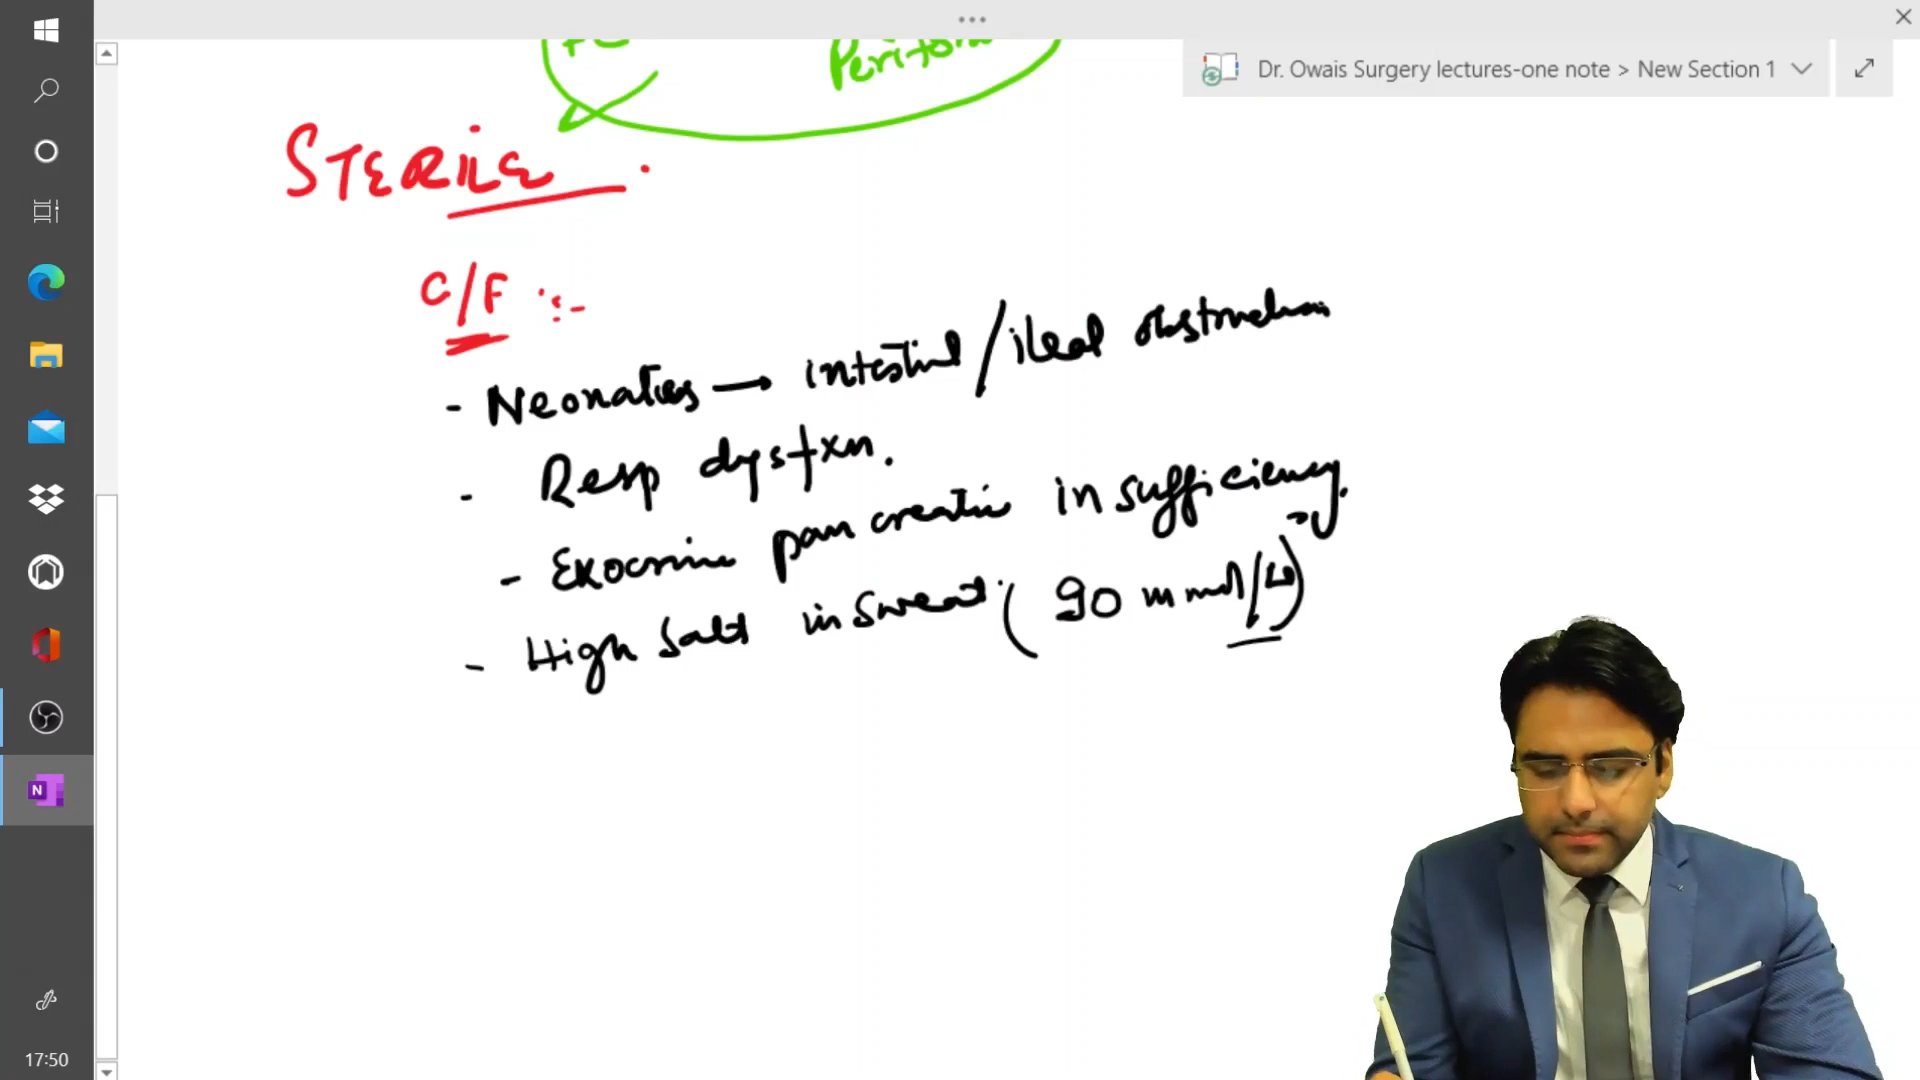 Dr. Owais Surgery lectures-one note > New Section 1
STERILE .
C/F :-
- Neonaties → intestinal/ileal obstruction
- Resp dysfxn.
- Exocrine pancreatic insufficiency.
- High Salt in Sweat (90 mmol/L)
17:50